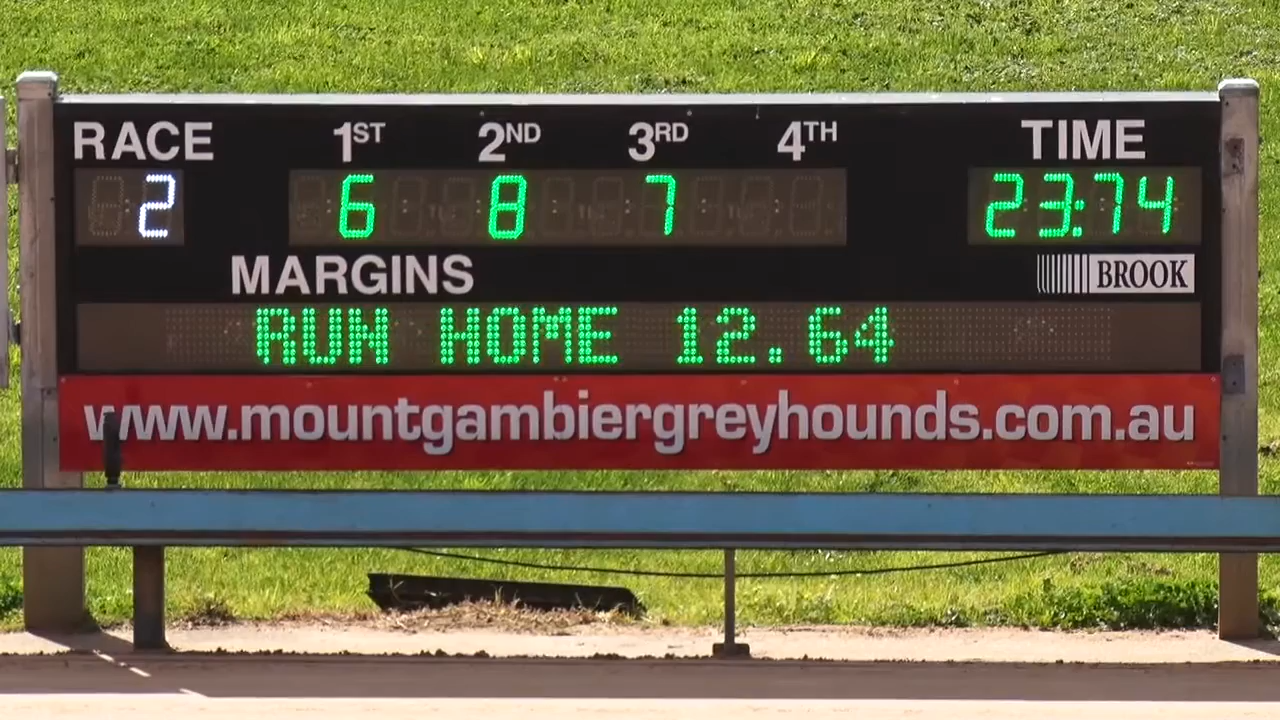 RACE 1ST 2ND 3RD 4TH TIME
2 6 8 7 23:74
MARGINS BROOK
RUN HOME 12.64
www.mountgambiergreyhounds.com.au